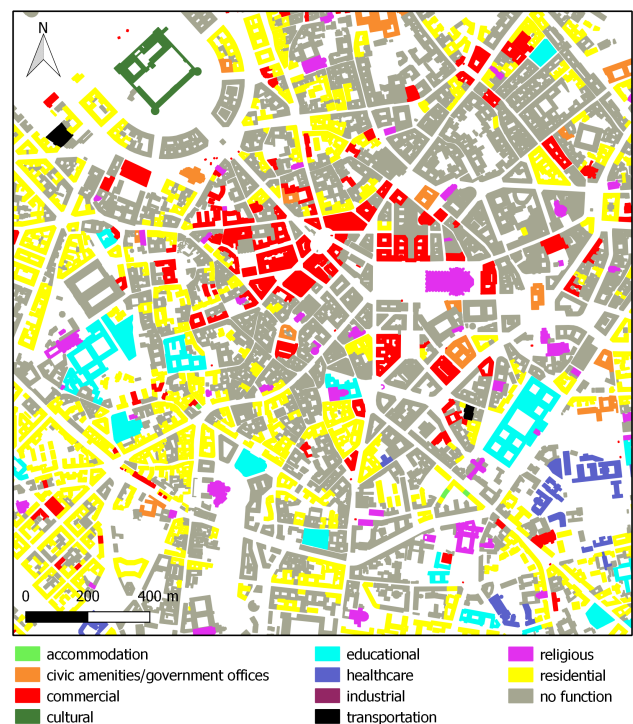 N
0 200 400 m
accommodation educational religious
civic amenities/government offices healthcare residential
commercial industrial no function
cultural transportation